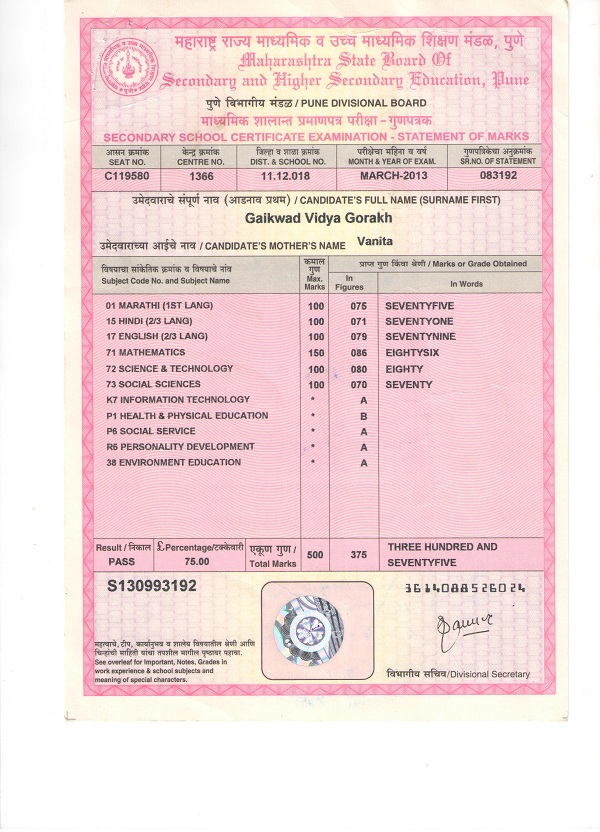 महाराष्ट्र राज्य माध्यमिक व उच्च माध्यमिक शिक्षण मंडळ, पुणे
Maharashtra State Board Of
Secondary and Higher Secondary Education, Pune
पुणे विभागीय मंडळ / PUNE DIVISIONAL BOARD
माध्यमिक शालान्त प्रमाणपत्र परीक्षा - गुणपत्रक
SECONDARY SCHOOL CERTIFICATE EXAMINATION - STATEMENT OF MARKS
आसन क्रमांक केन्द्र क्रमांक जिल्हा व शाळा क्रमांक परीक्षेचा महिना व वर्ष गुणपत्रिकेचा अनुक्रमांक
SEAT NO. CENTRE NO. DIST. & SCHOOL NO. MONTH & YEAR OF EXAM. SR.NO. OF STATEMENT
C119580 1366 11.12.018 MARCH-2013 083192
उमेदवाराचे संपूर्ण नाव (आडनाव प्रथम) / CANDIDATE'S FULL NAME (SURNAME FIRST)
Gaikwad Vidya Gorakh
उमेदवाराच्या आईचे नाव / CANDIDATE'S MOTHER'S NAME Vanita
विषयाचा सांकेतिक क्रमांक व विषयाचे नांव
Subject Code No. and Subject Name
कमाल
गुण
Max.
Marks
प्राप्त गुण किंवा श्रेणी / Marks or Grade Obtained
In
Figures
In Words
01 MARATHI (1ST LANG) 100 075 SEVENTYFIVE
15 HINDI (2/3 LANG) 100 071 SEVENTYONE
17 ENGLISH (2/3 LANG) 100 079 SEVENTYNINE
71 MATHEMATICS 150 086 EIGHTYSIX
72 SCIENCE & TECHNOLOGY 100 080 EIGHTY
73 SOCIAL SCIENCES 100 070 SEVENTY
K7 INFORMATION TECHNOLOGY * A
P1 HEALTH & PHYSICAL EDUCATION * B
P6 SOCIAL SERVICE * A
R6 PERSONALITY DEVELOPMENT * A
38 ENVIRONMENT EDUCATION * A
Result / निकाल £Percentage/टक्केवारी एकूण गुण / 500 375 THREE HUNDRED AND
PASS 75.00 Total Marks SEVENTYFIVE
S130993192
3614088526024
महत्वाचे, टीप, कार्यानुभव व शालेय विषयातील श्रेणी आणि
चिन्हांची माहिती यांचा तपशील मागील पृष्ठावर पहावा.
See overleaf for Important, Notes, Grades in
work experience & school subjects and
meaning of special characters.
विभागीय सचिव/Divisional Secretary